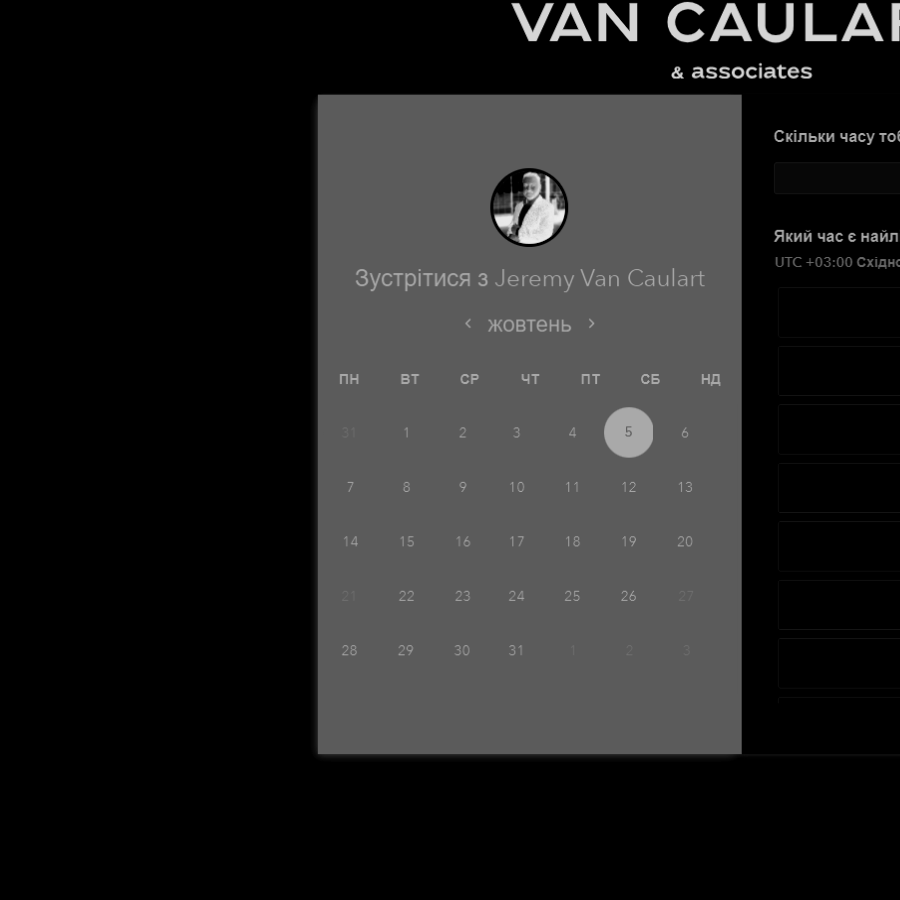 VAN CAULAR
& associates
Зустрітися з Jeremy Van Caulart
жовтень
ПН ВТ СР ЧТ ПТ СБ НД
31 1 2 3 4 5 6
7 8 9 10 11 12 13
14 15 16 17 18 19 20
21 22 23 24 25 26 27
28 29 30 31 1 2 3
Скільки часу тоб
Який час є найл
UTC +03:00 Східно